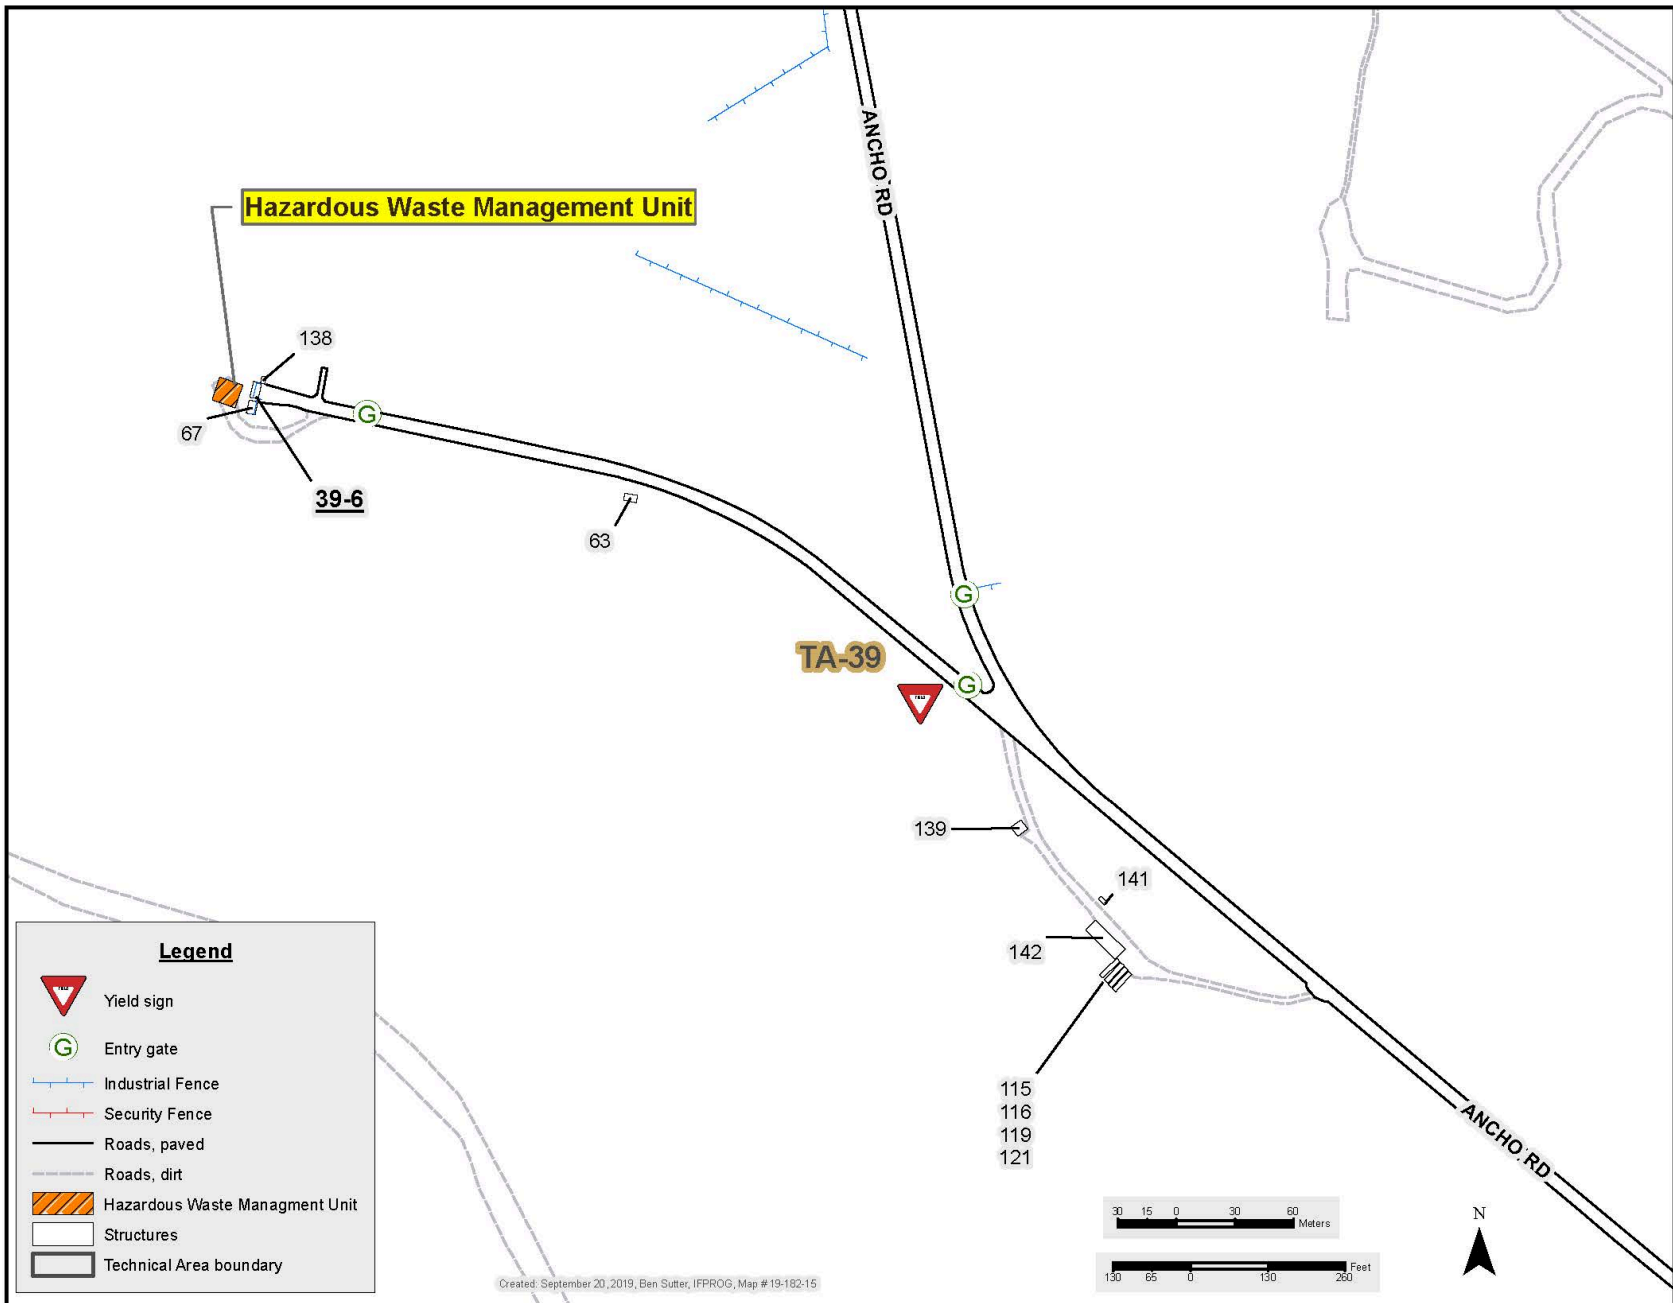 ANCHO RD
Hazardous Waste Management Unit
138
G
67
39-6
63
G
TA-39
G
139
141
142
115
116
119
121
ANCHO RD
Legend
Yield sign
G
Entry gate
Industrial Fence
Security Fence
Roads, paved
Roads, dirt
Hazardous Waste Managment Unit
Structures
Technical Area boundary
30 15 0 30 60
Meters
N
130 65 0 130 260
Feet
Created: September 20, 2019, Ben Sutter, IFPROG, Map # 19-182-15